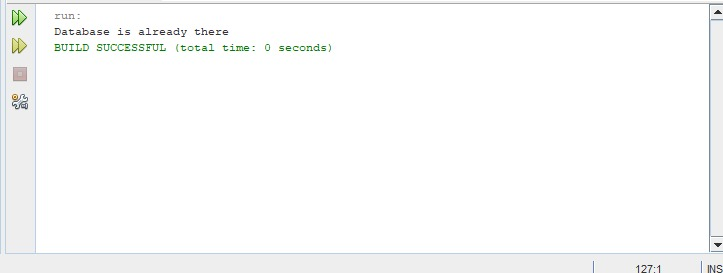 run:
Database is already there
BUILD SUCCESSFUL (total time: 0 seconds)
127:1
INS